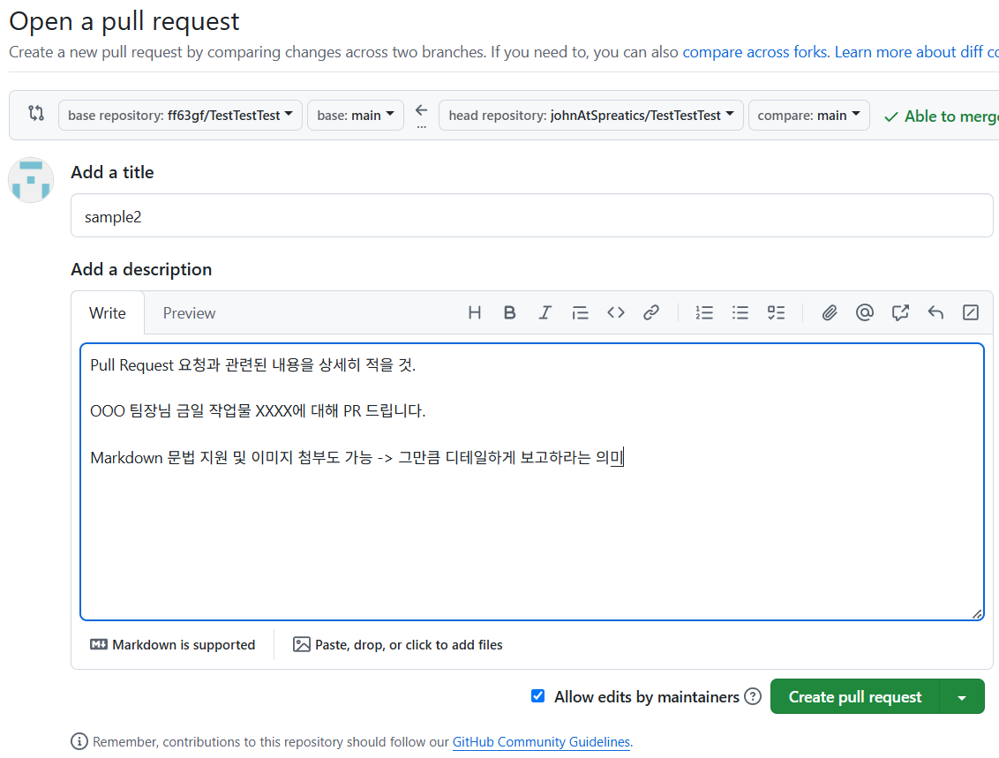 Open a pull request
Create a new pull request by comparing changes across two branches. If you need to, you can also compare across forks. Learn more about diff
base repository: ff63gf/TestTestTest base: main ... head repository: johnAtSpreatics/TestTestTest compare: main Able to merge
Add a title
sample2
Add a description
Write Preview
Pull Request 요청과 관련된 내용을 상세히 적을 것.
OOO 팀장님 금일 작업물 XXXX에 대해 PR 드립니다.
Markdown 문법 지원 및 이미지 첨부도 가능 -> 그만큼 디테일하게 보고하라는 의미
Markdown is supported Paste, drop, or click to add files
Allow edits by maintainers Create pull request
Remember, contributions to this repository should follow our GitHub Community Guidelines.